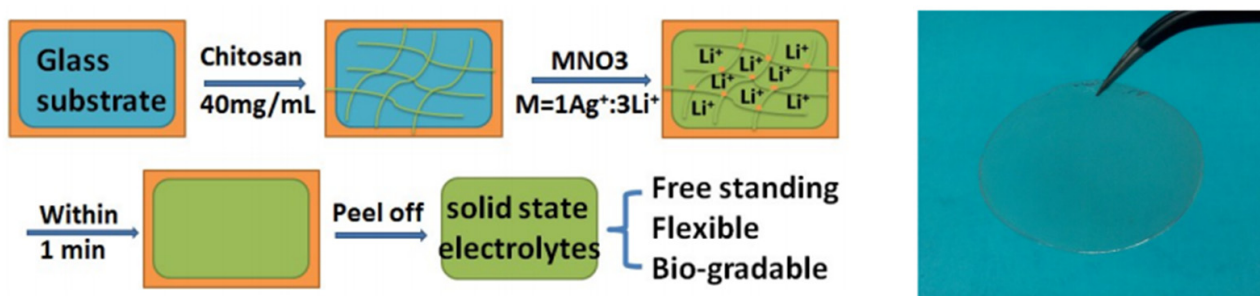 Glass
substrate
Chitosan
40mg/mL
MNO3
M=1Ag⁺:3Li⁺
Li⁺
Li⁺
Li⁺
Li⁺
Li⁺
Li⁺
Li⁺
Li⁺
Within
1 min
Peel off
solid state
electrolytes
Free standing
Flexible
Bio-gradable